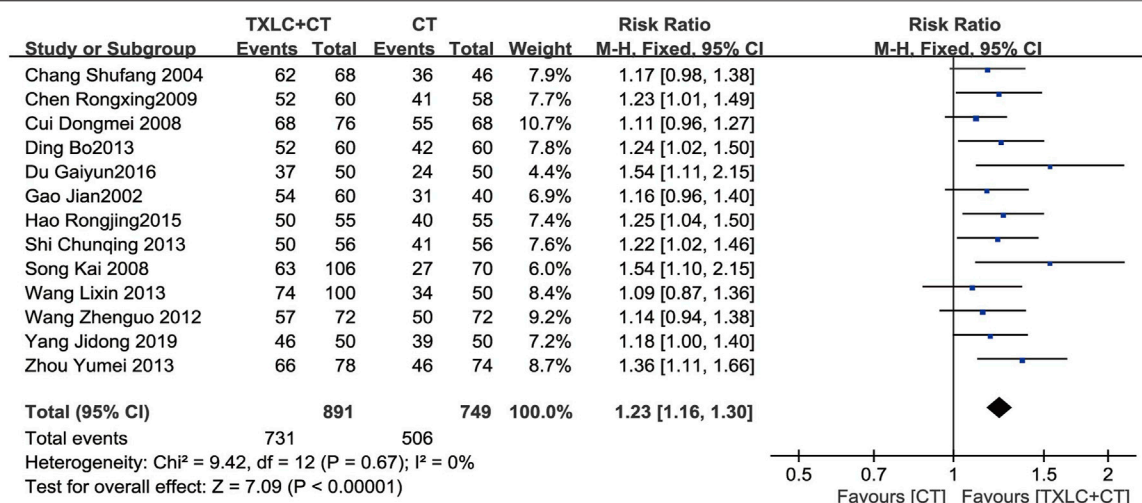 TXLC+CT CT Risk Ratio Risk Ratio
Study or Subgroup Events Total Events Total Weight M-H, Fixed, 95% CI M-H, Fixed, 95% CI
Chang Shufang 2004 62 68 36 46 7.9% 1.17 [0.98, 1.38]
Chen Rongxing2009 52 60 41 58 7.7% 1.23 [1.01, 1.49]
Cui Dongmei 2008 68 76 55 68 10.7% 1.11 [0.96, 1.27]
Ding Bo2013 52 60 42 60 7.8% 1.24 [1.02, 1.50]
Du Gaiyun2016 37 50 24 50 4.4% 1.54 [1.11, 2.15]
Gao Jian2002 54 60 31 40 6.9% 1.16 [0.96, 1.40]
Hao Rongjing2015 50 55 40 55 7.4% 1.25 [1.04, 1.50]
Shi Chunqing 2013 50 56 41 56 7.6% 1.22 [1.02, 1.46]
Song Kai 2008 63 106 27 70 6.0% 1.54 [1.10, 2.15]
Wang Lixin 2013 74 100 34 50 8.4% 1.09 [0.87, 1.36]
Wang Zhenguo 2012 57 72 50 72 9.2% 1.14 [0.94, 1.38]
Yang Jidong 2019 46 50 39 50 7.2% 1.18 [1.00, 1.40]
Zhou Yumei 2013 66 78 46 74 8.7% 1.36 [1.11, 1.66]
Total (95% CI) 891 749 100.0% 1.23 [1.16, 1.30]
Total events 731 506
Heterogeneity: Chi² = 9.42, df = 12 (P = 0.67); I² = 0%
Test for overall effect: Z = 7.09 (P < 0.00001)
0.5 0.7 1 1.5 2
Favours [CT] Favours [TXLC+CT]